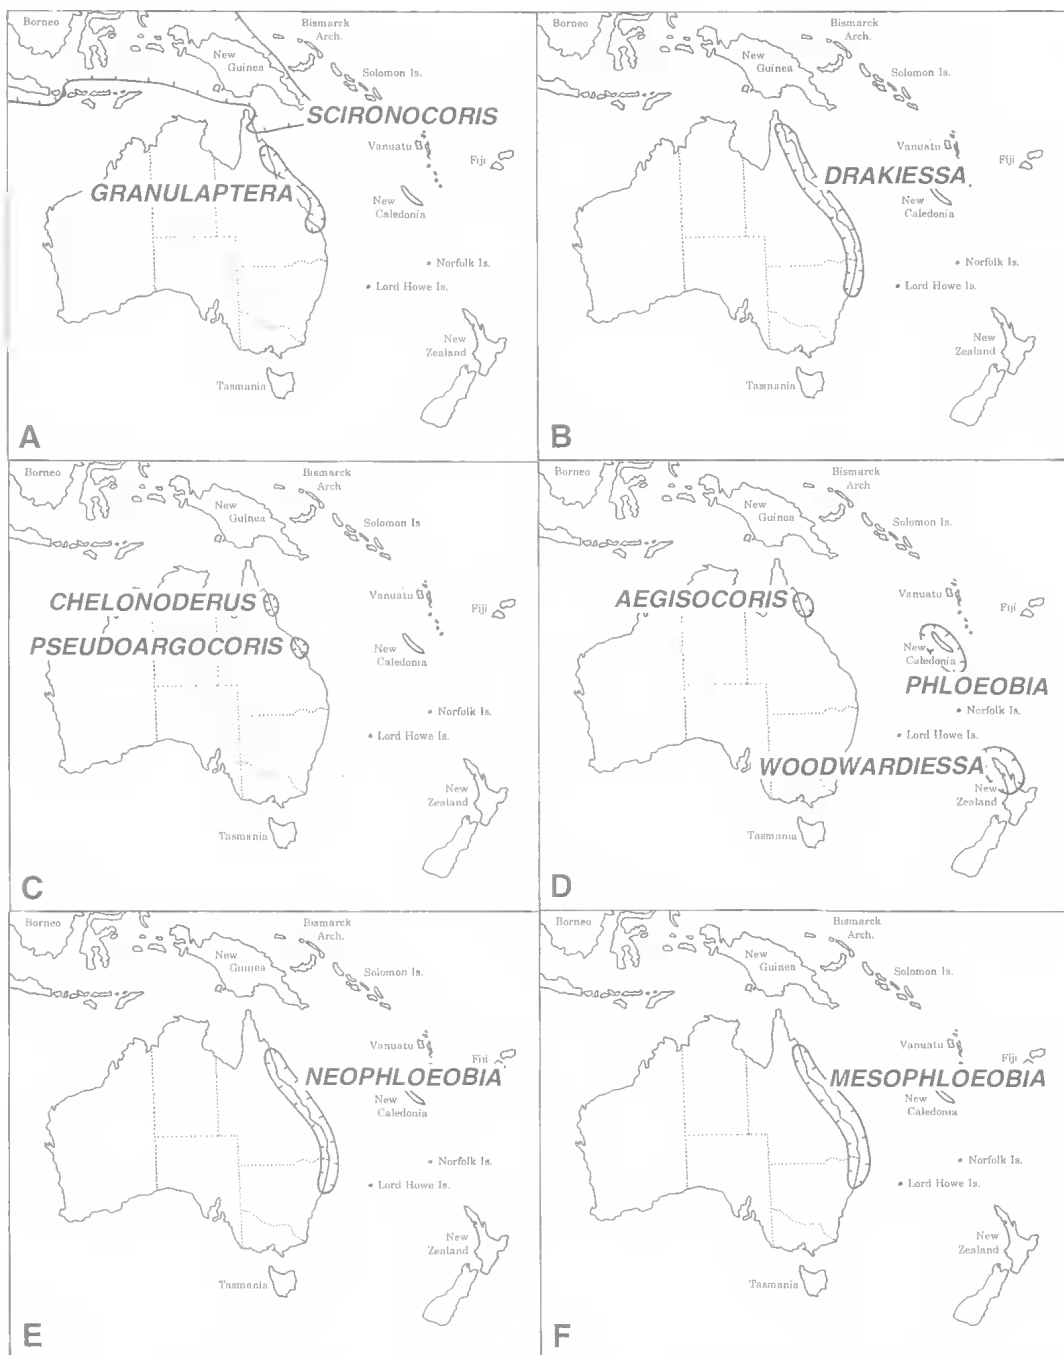 Borneo
Bismarck
Arch.
New
Guinea
Solomon Is.
SCIRONOCORIS
Vanuatu
Fiji
GRANULAPTERA
New
Caledonia
Norfolk Is.
Lord Howe Is.
New
Zealand
Tasmania
A
Borneo
Bismarck
Arch.
New
Guinea
Solomon Is.
Vanuatu
Fiji
DRAKIESSA
New
Caledonia
Norfolk Is.
Lord Howe Is.
New
Zealand
Tasmania
B
Borneo
Bismarck
Arch
New
Guinea
Solomon Is
CHELONODERUS
Vanuatu
Fiji
PSEUDOARGOCORIS
New
Caledonia
Norfolk Is.
Lord Howe Is.
New
Zealand
Tasmania
C
Borneo
Bismarck
Arch.
New
Guinea
Solomon Is.
AEGISOCORIS
Vanuatu
Fiji
New
Caledonia
PHLOEOBIA
Norfolk Is.
Lord Howe Is.
WOODWARDIESSA
New
Zealand
Tasmania
D
Borneo
Bismarck
Arch.
New
Guinea
Solomon Is.
Vanuatu
Fiji
NEOPHLOEOBIA
New
Caledonia
Norfolk Is.
Lord Howe Is.
New
Zealand
Tasmania
E
Borneo
Bismarck
Arch.
New
Guinea
Solomon Is.
Vanuatu
Fiji
MESOPHLOEOBIA
New
Caledonia
Norfolk Is.
Lord Howe Is.
New
Zealand
Tasmania
F